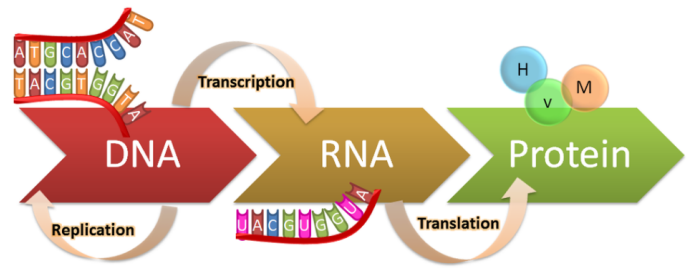 ATGCACCAT
TACGTGGTA
Transcription
DNA
RNA
Protein
H
v
M
Replication
UACGUGGUA
Translation